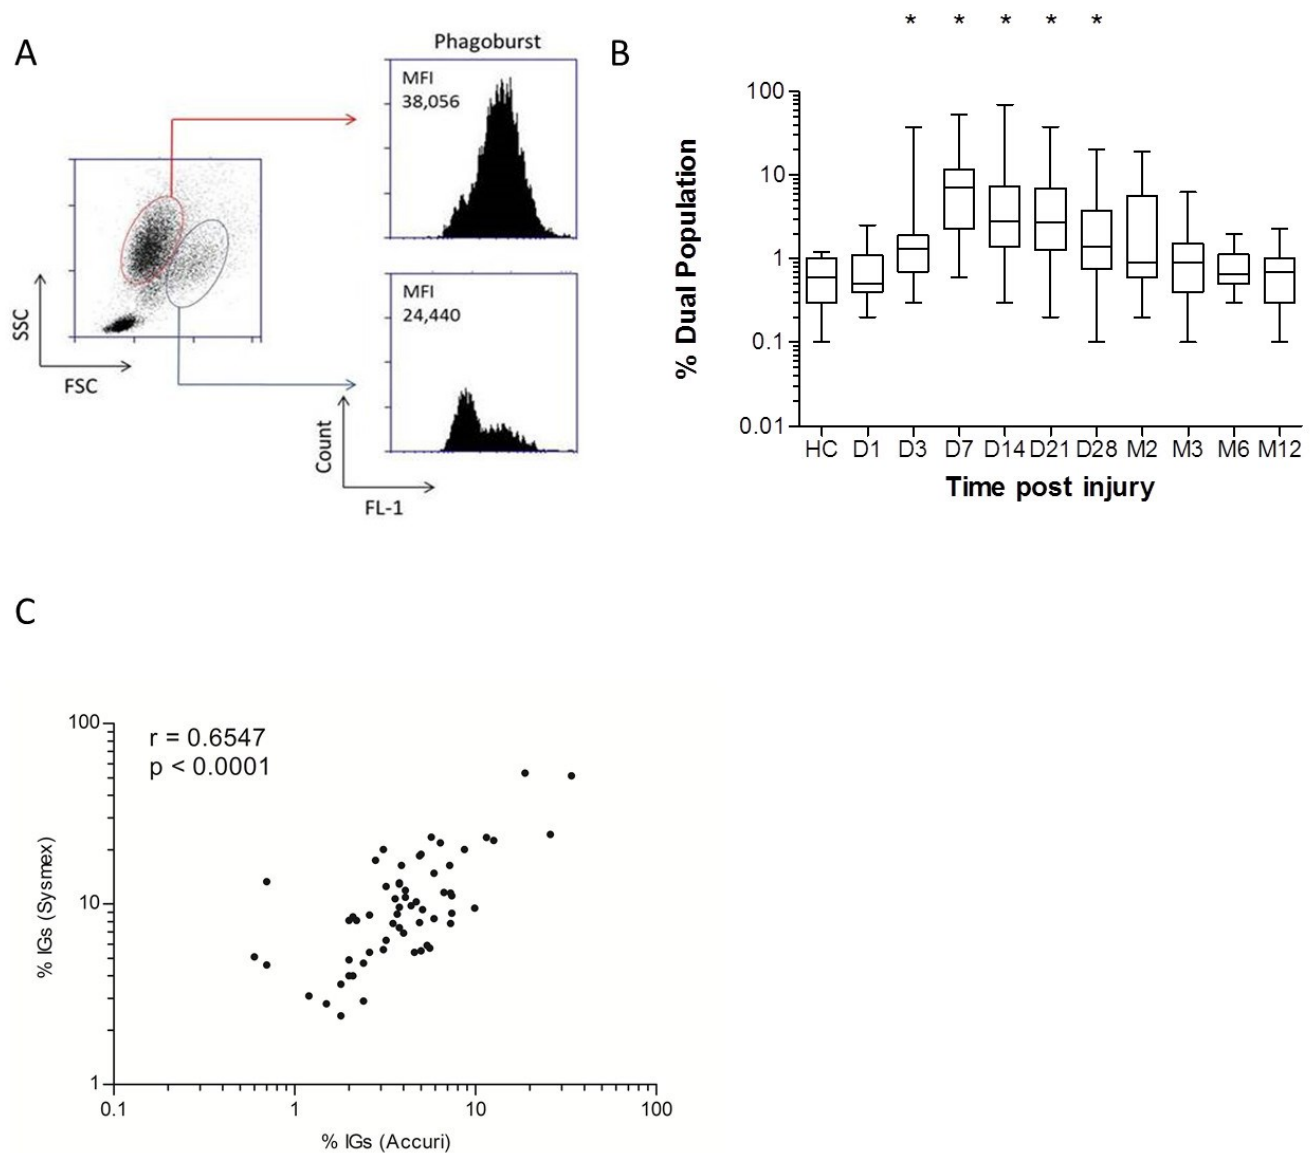 A
Phagoburst
MFI
38,056
SSC
FSC
MFI
24,440
Count
FL-1
B
* * * * *
% Dual Population
100
10
1
0.1
0.01
HC D1 D3 D7 D14 D21 D28 M2 M3 M6 M12
Time post injury
C
r = 0.6547
p < 0.0001
% IGs (Sysmex)
100
10
1
0.1 1 10 100
% IGs (Accuri)